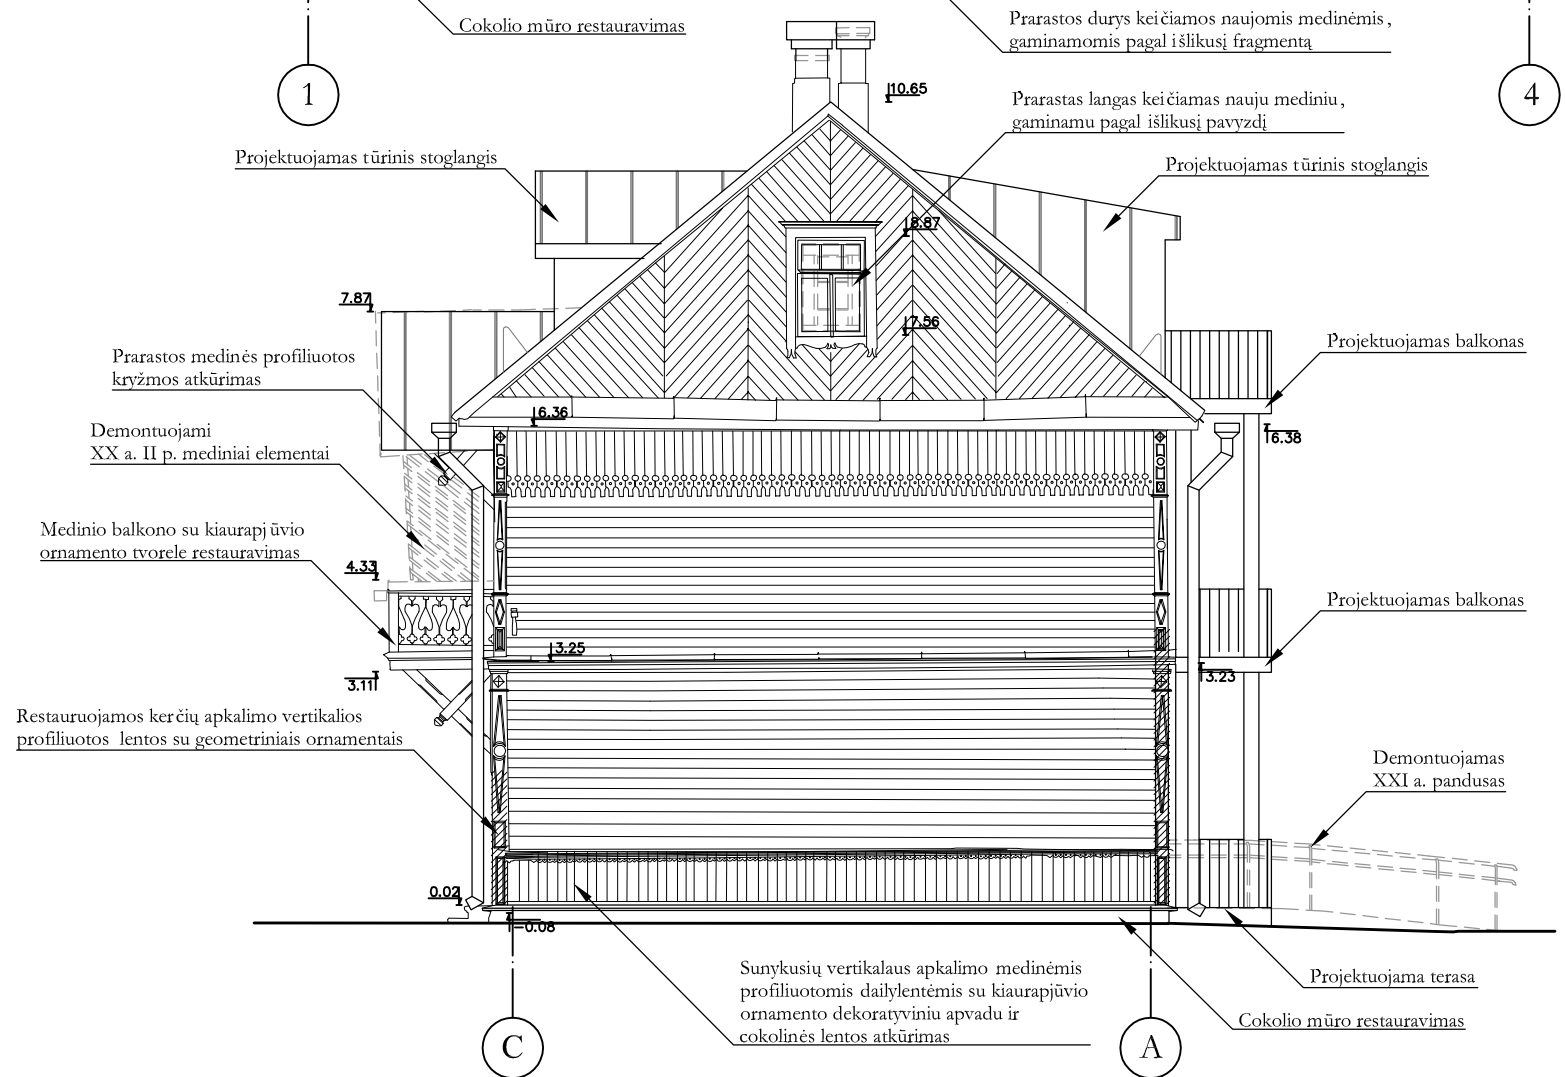 Cokolio mūro restauravimas
Prarastos durys keičiamos naujomis medinėmis,
gaminamomis pagal išlikusį fragmentą
1
4
10.65
Prarastas langas keičiamas nauju mediniu,
gaminamu pagal išlikusį pavyzdį
Projektuojamas tūrinis stoglangis
Projektuojamas tūrinis stoglangis
8.87
7.87
7.56
Projektuojamas balkonas
Prarastos medinės profiliuotos
kryžmos atkūrimas
6.36
6.38
Demontuojami
XX a. II p. mediniai elementai
Medinio balkono su kiaurapjūvio
ornamento tvorele restauravimas
4.33
Projektuojamas balkonas
3.25
3.11
3.23
Restauruojamos kerčių apkalimo vertikalios
profiliuotos lentos su geometriniais ornamentais
Demontuojamas
XXI a. pandusas
0.02
-0.08
Sunykusių vertikalaus apkalimo medinėmis
profiliuotomis dailylentėmis su kiaurapjūvio
ornamento dekoratyviniu apvadu ir
cokolinės lentos atkūrimas
Projektuojama terasa
Cokolio mūro restauravimas
C
A